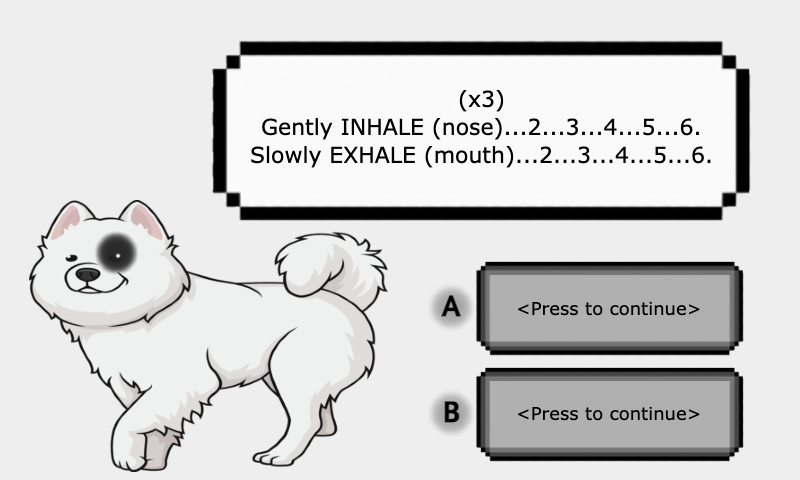 (x3)
Gently INHALE (nose)...2...3...4...5...6.
Slowly EXHALE (mouth)...2...3...4...5...6.
A
<Press to continue>
B
<Press to continue>